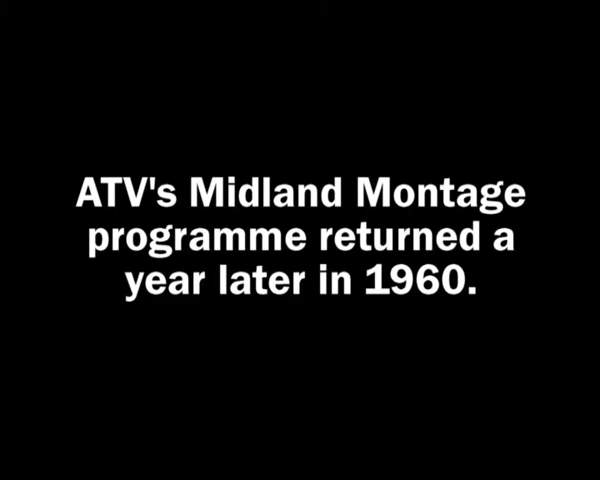 ATV's Midland Montage
programme returned a
year later in 1960.